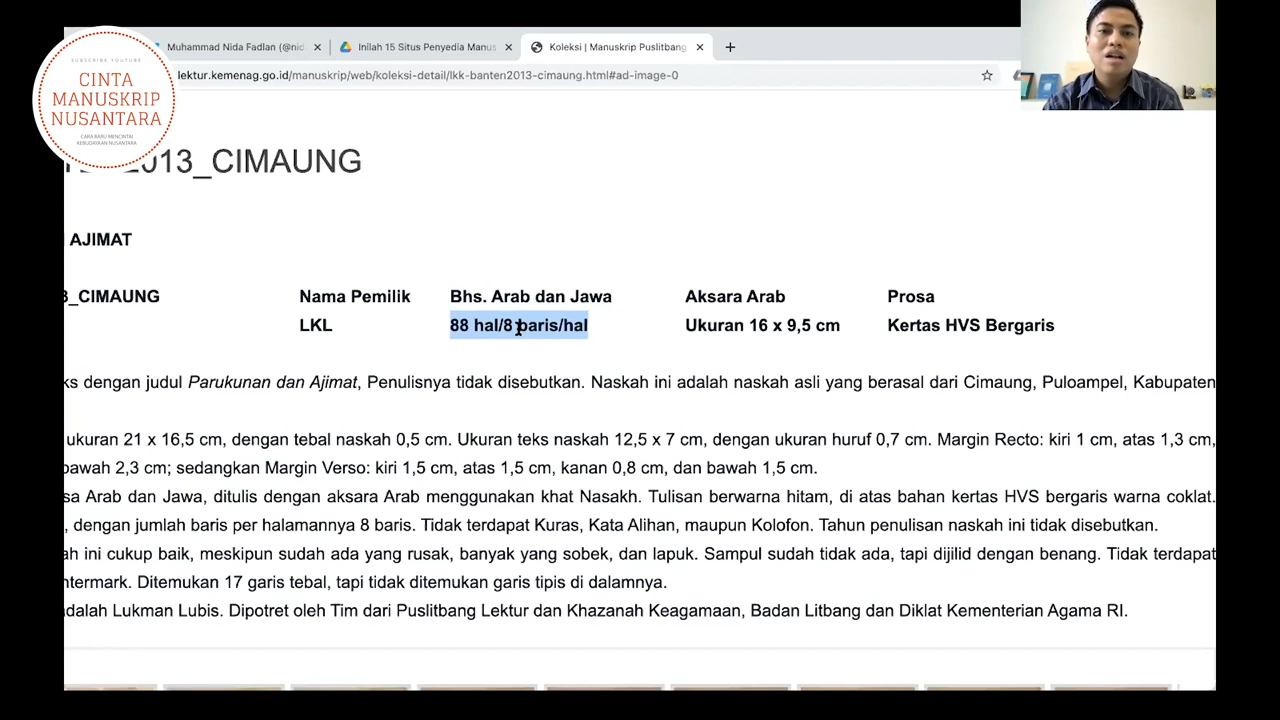 Muhammad Nida Fadlan (@nid
Inilah 15 Situs Penyedia Manus
Koleksi | Manuskrip Puslitbang
lektur.kemenag.go.id/manuskrip/web/koleksi-detail/lkk-banten2013-cimaung.html#ad-image-0
SUBSCRIBE YOUTUBE
CINTA
MANUSKRIP
NUSANTARA
CARA BARU MENCINTAI
KEBUDAYAAN NUSANTARA
2013_CIMAUNG
AJIMAT
3_CIMAUNG Nama Pemilik Bhs. Arab dan Jawa Aksara Arab Prosa
LKL 88 hal/8 baris/hal Ukuran 16 x 9,5 cm Kertas HVS Bergaris
ks dengan judul Parukunan dan Ajimat, Penulisnya tidak disebutkan. Naskah ini adalah naskah asli yang berasal dari Cimaung, Puloampel, Kabupaten
ukuran 21 x 16,5 cm, dengan tebal naskah 0,5 cm. Ukuran teks naskah 12,5 x 7 cm, dengan ukuran huruf 0,7 cm. Margin Recto: kiri 1 cm, atas 1,3 cm,
bawah 2,3 cm; sedangkan Margin Verso: kiri 1,5 cm, atas 1,5 cm, kanan 0,8 cm, dan bawah 1,5 cm.
sa Arab dan Jawa, ditulis dengan aksara Arab menggunakan khat Nasakh. Tulisan berwarna hitam, di atas bahan kertas HVS bergaris warna coklat.
, dengan jumlah baris per halamannya 8 baris. Tidak terdapat Kuras, Kata Alihan, maupun Kolofon. Tahun penulisan naskah ini tidak disebutkan.
ah ini cukup baik, meskipun sudah ada yang rusak, banyak yang sobek, dan lapuk. Sampul sudah tidak ada, tapi dijilid dengan benang. Tidak terdapat
ntermark. Ditemukan 17 garis tebal, tapi tidak ditemukan garis tipis di dalamnya.
adalah Lukman Lubis. Dipotret oleh Tim dari Puslitbang Lektur dan Khazanah Keagamaan, Badan Litbang dan Diklat Kementerian Agama RI.